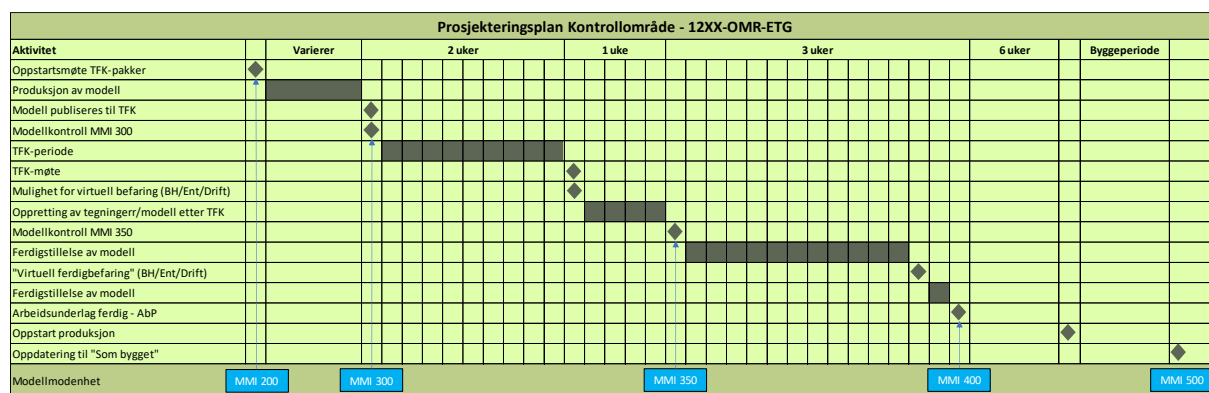 Prosjekteringsplan Kontrollområde - 12XX-OMR-ETG
Aktivitet Varierer 2 uker 1 uke 3 uker 6 uker Byggeperiode
Oppstartsmøte TFK-pakker
Produksjon av modell
Modell publiseres til TFK
Modellkontroll MMI 300
TFK-periode
TFK-møte
Mulighet for virtuell befaring (BH/Ent/Drift)
Oppretting av tegningerr/modell etter TFK
Modellkontroll MMI 350
Ferdigstillelse av modell
"Virtuell ferdigbefaring" (BH/Ent/Drift)
Ferdigstillelse av modell
Arbeidsunderlag ferdig - AbP
Oppstart produksjon
Oppdatering til "Som bygget"
Modellmodenhet MMI 200 MMI 300 MMI 350 MMI 400 MMI 500